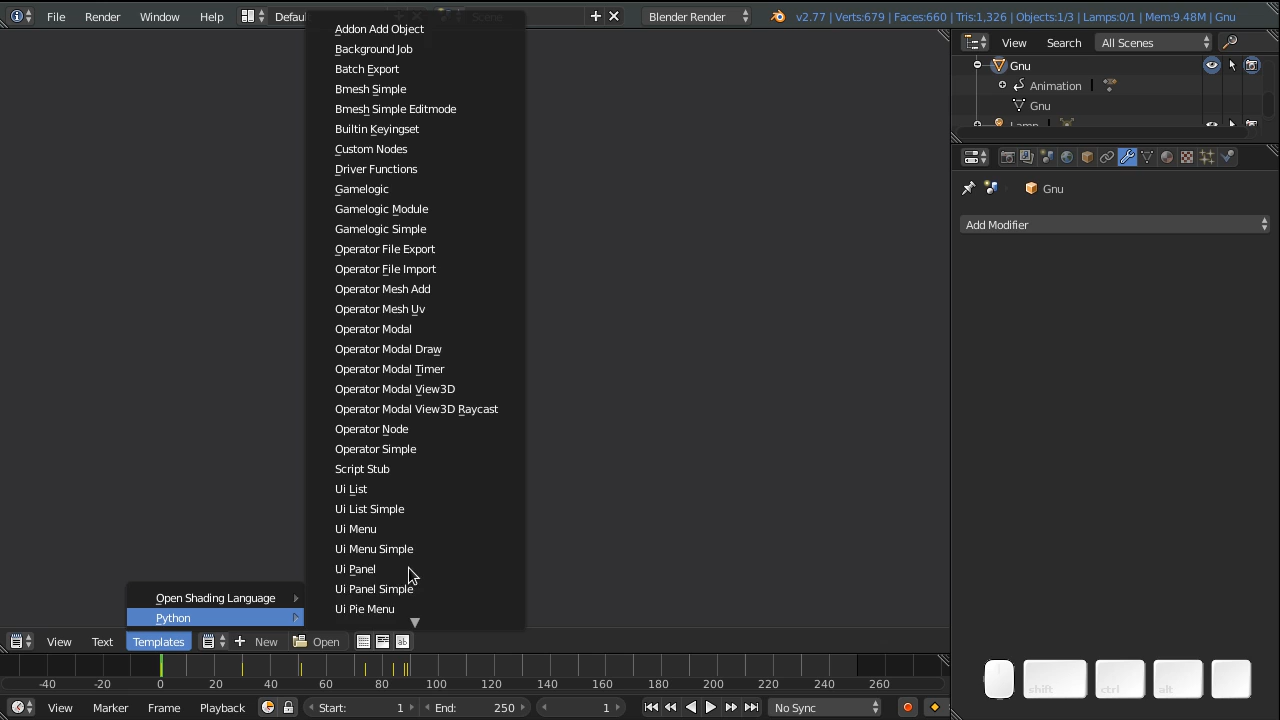 File Render Window Help Default Scene Blender Render v2.77 | Verts:679 | Faces:660 | Tris:1,326 | Objects:1/3 | Lamps:0/1 | Mem:9.48M | Gnu
View Search All Scenes
Gnu
Animation
Gnu
Lamp
Gnu
Add Modifier
Addon Add Object
Background Job
Batch Export
Bmesh Simple
Bmesh Simple Editmode
Builtin Keyingset
Custom Nodes
Driver Functions
Gamelogic
Gamelogic Module
Gamelogic Simple
Operator File Export
Operator File Import
Operator Mesh Add
Operator Mesh Uv
Operator Modal
Operator Modal Draw
Operator Modal Timer
Operator Modal View3D
Operator Modal View3D Raycast
Operator Node
Operator Simple
Script Stub
Ui List
Ui List Simple
Ui Menu
Ui Menu Simple
Ui Panel
Ui Panel Simple
Ui Pie Menu
Open Shading Language
Python
View Text Templates New Open ab
-40 -20 0 20 40 60 80 100 120 140 160 180 200 220 240 260
View Marker Frame Playback Start: 1 End: 250 1 No Sync
shift ctrl alt